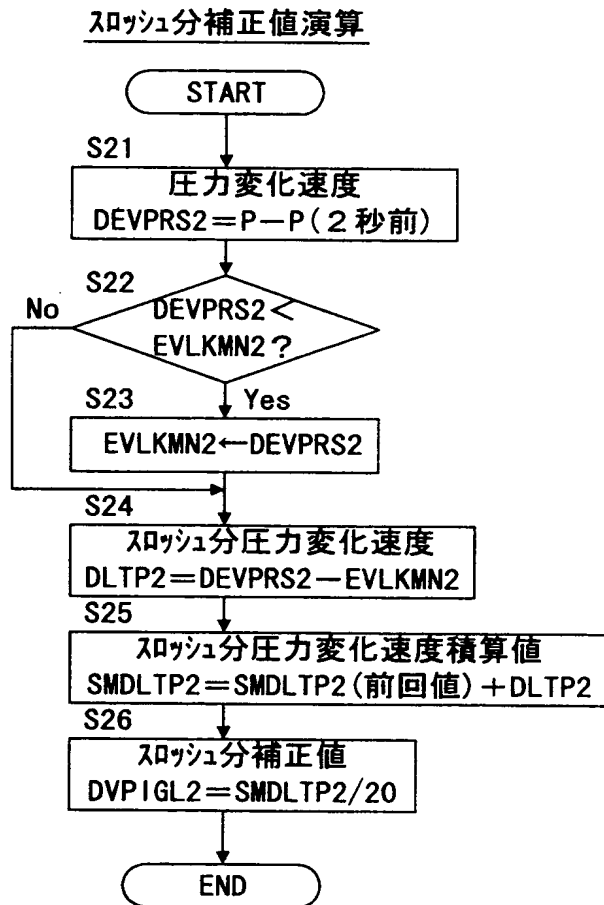 スロッシュ分補正値演算
START
S21
圧力変化速度
DEVPRS2=P−P(2秒前)
S22
No
DEVPRS2<
EVLKMN2?
Yes
S23
EVLKMN2←DEVPRS2
S24
スロッシュ分圧力変化速度
DLTP2=DEVPRS2−EVLKMN2
S25
スロッシュ分圧力変化速度積算値
SMDLTP2=SMDLTP2(前回値)+DLTP2
S26
スロッシュ分補正値
DVPIGL2=SMDLTP2/20
END